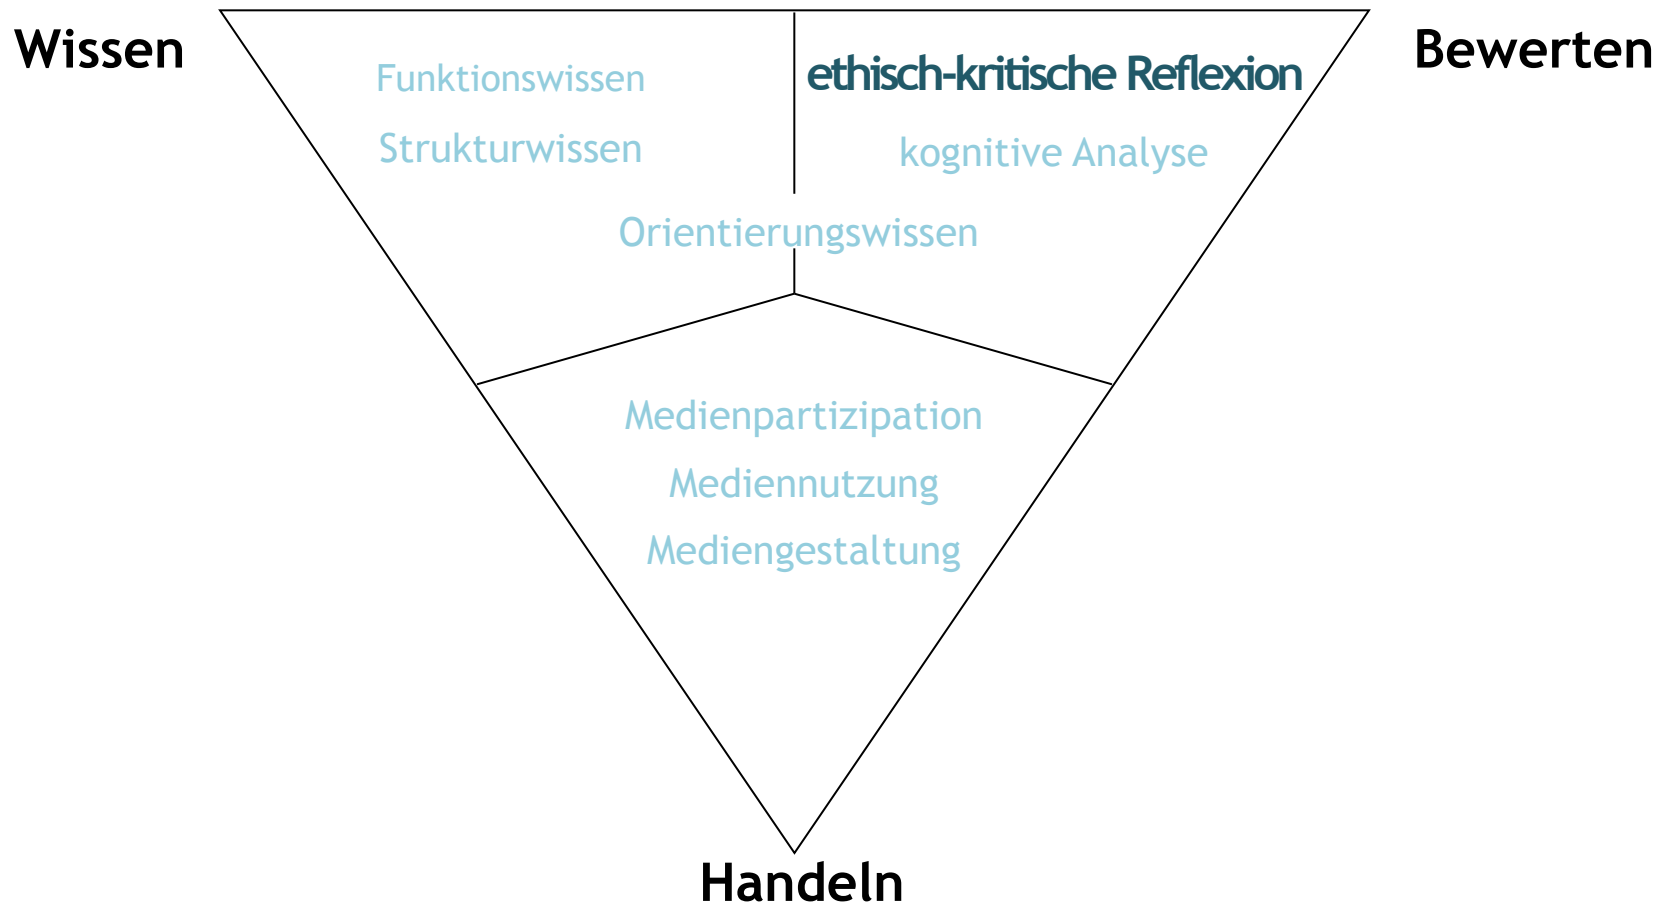 Wissen
Bewerten
Funktionswissen
Strukturwissen
ethisch-kritische Reflexion
kognitive Analyse
Orientierungswissen
Medienpartizipation
Mediennutzung
Mediengestaltung
Handeln